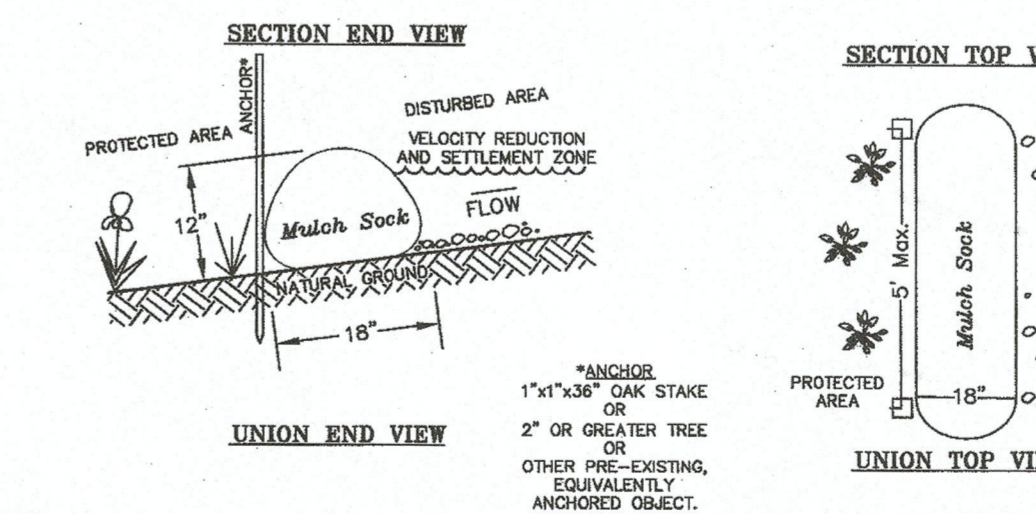 SECTION END VIEW
ANCHOR*
DISTURBED AREA
PROTECTED AREA
VELOCITY REDUCTION
AND SETTLEMENT ZONE
12"
Mulch Sock
FLOW
NATURAL GROUND
18"
*ANCHOR
1"x1"x36" OAK STAKE
OR
2" OR GREATER TREE
OR
OTHER PRE-EXISTING,
EQUIVALENTLY
ANCHORED OBJECT.
UNION END VIEW
SECTION TOP
5' Max.
Mulch Sock
PROTECTED
AREA
18"
UNION TOP